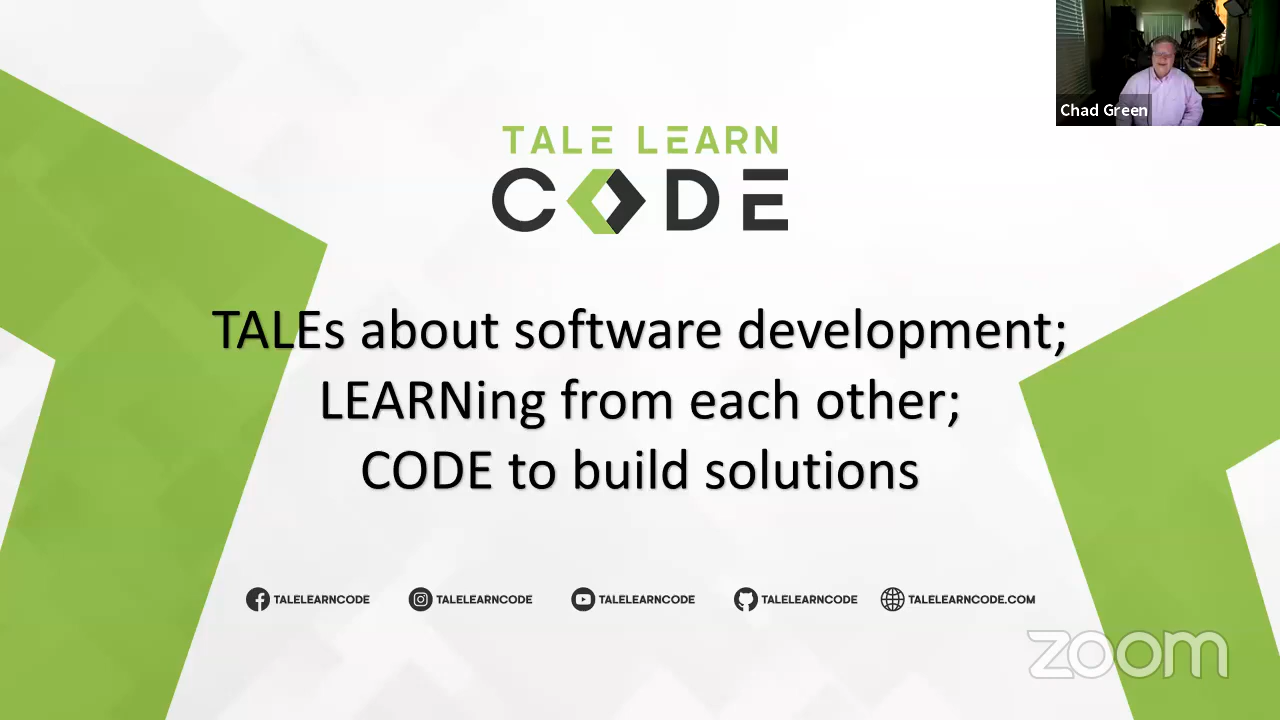 Chad Green
TALE LEARN
CODE
TALEs about software development;
LEARNing from each other;
CODE to build solutions
TALELEARNCODE
TALELEARNCODE
TALELEARNCODE
TALELEARNCODE
TALELEARNCODE.COM
zoom